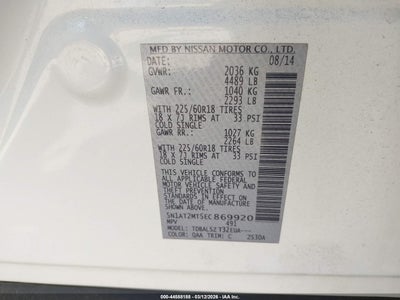 MFD BY NISSAN MOTOR CO., LTD.
DATE: 08/14
GVWR: 2036 KG
4489 LB
GAWR FR.: 1040 KG
2293 LB
WITH 225/60R18 TIRES
18 X 7J RIMS AT 33 PSI
COLD SINGLE
GAWR RR.: 1027 KG
2264 LB
WITH 225/60R18 TIRES
18 X 7J RIMS AT 33 PSI
COLD SINGLE
THIS VEHICLE CONFORMS TO ALL
APPLICABLE FEDERAL MOTOR
VEHICLE SAFETY AND THEFT
PREVENTION STANDARDS IN
EFFECT ON THE DATE OF
MANUFACTURE SHOWN ABOVE.
5N1AT2MT5EC869920
MPV 491
MODEL:
COLOR: QAA TRIM: C 2530A
ID: 44588188 03/12/2026 IAA